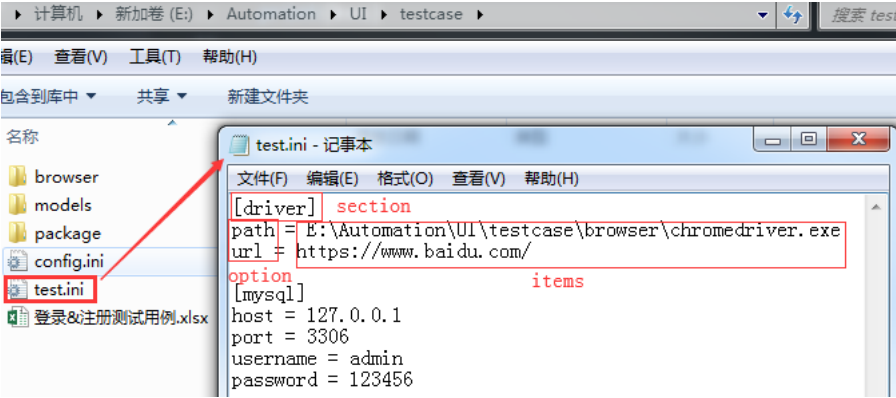 计算机 新加卷 (E:) Automation UI testcase
搜索 test
辑(E) 查看(V) 工具(T) 帮助(H)
包含到库中 共享 新建文件夹
名称
browser
models
package
config.ini
test.ini
登录&注册测试用例.xlsx
test.ini - 记事本
文件(F) 编辑(E) 格式(O) 查看(V) 帮助(H)
[driver] section
path = E:\Automation\UI\testcase\browser\chromedriver.exe
url = https://www.baidu.com/
option
items
[mysql]
host = 127.0.0.1
port = 3306
username = admin
password = 123456